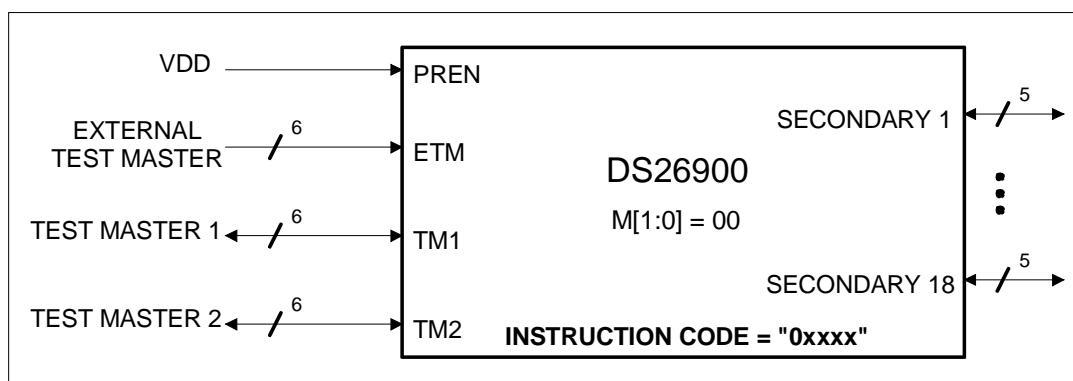 VDD
PREN
EXTERNAL
TEST MASTER
6
ETM
TEST MASTER 1
6
TM1
TEST MASTER 2
6
TM2
DS26900
M[1:0] = 00
INSTRUCTION CODE = "0xxxx"
SECONDARY 1
5
SECONDARY 18
5